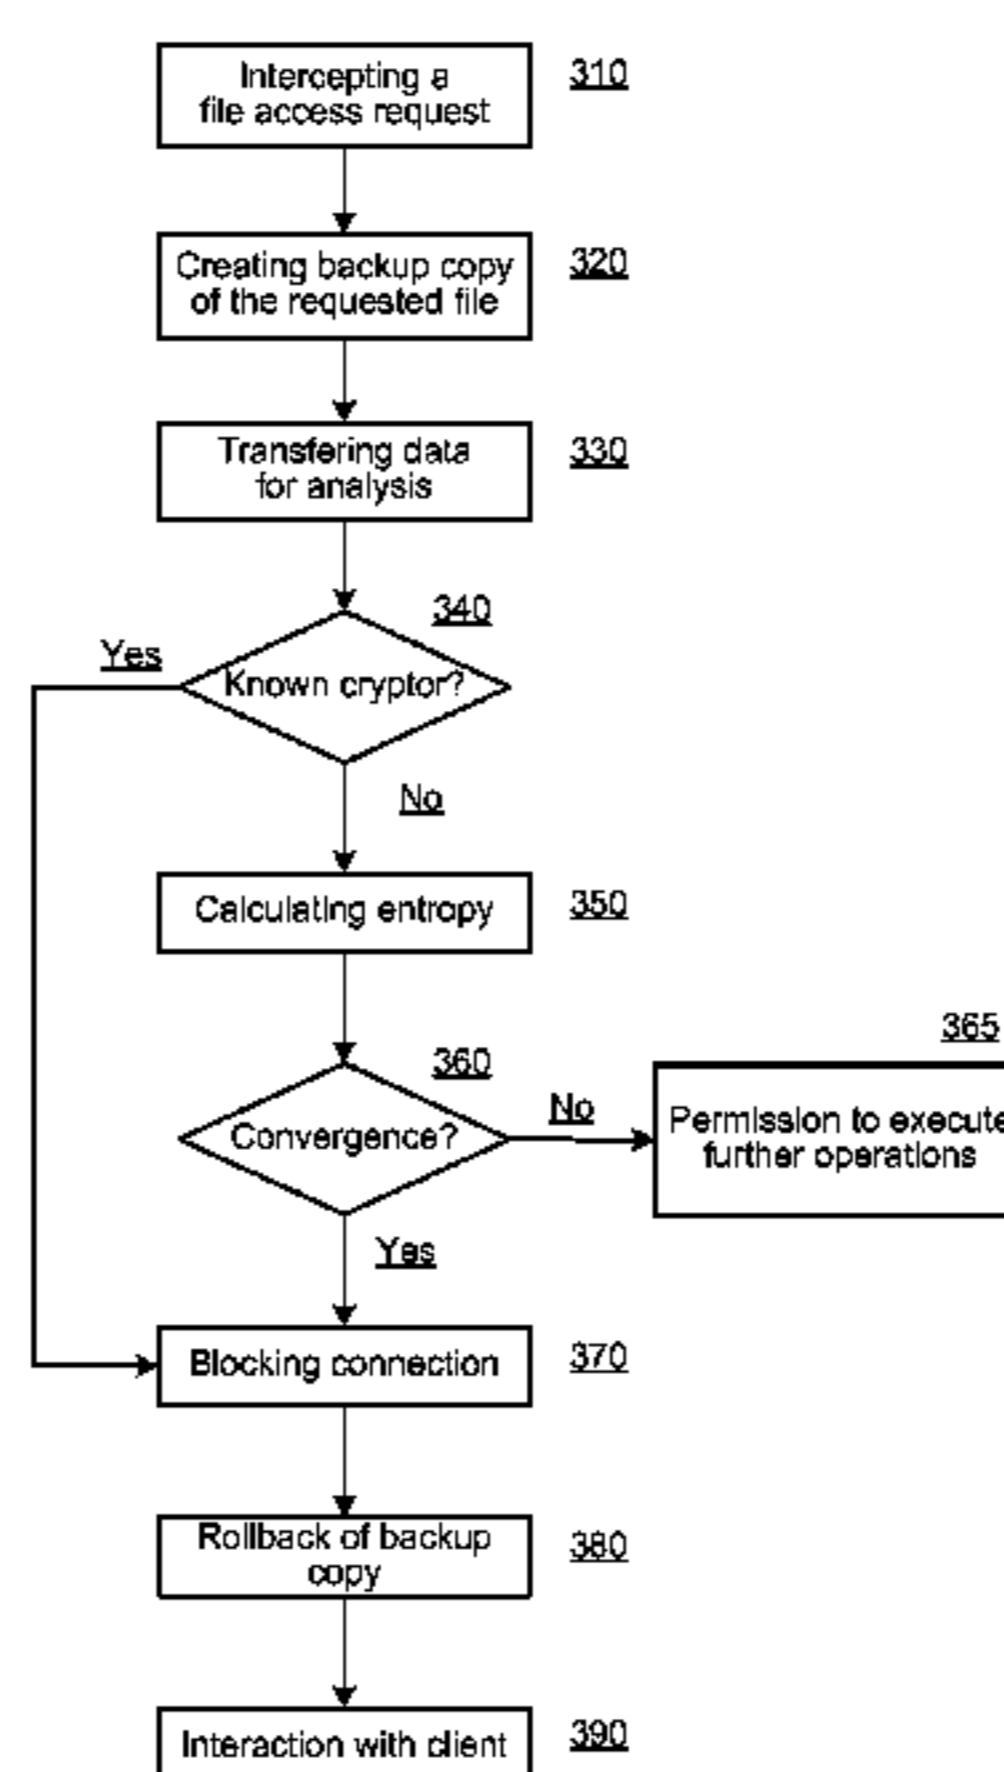 Intercepting a
file access request
310
Creating backup copy
of the requested file
320
Transfering data
for analysis
330
340
Yes
Known cryptor?
No
Calculating entropy
350
360
Convergence?
No
365
Permission to execute
further operations
Yes
Blocking connection
370
Rollback of backup
copy
380
Interaction with client
390